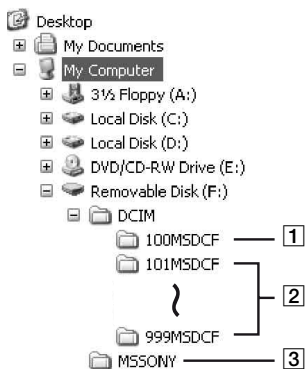 Desktop
My Documents
My Computer
3½ Floppy (A:)
Local Disk (C:)
Local Disk (D:)
DVD/CD-RW Drive (E:)
Removable Disk (F:)
DCIM
100MSDCF 1
101MSDCF
2
999MSDCF
MSSONY 3